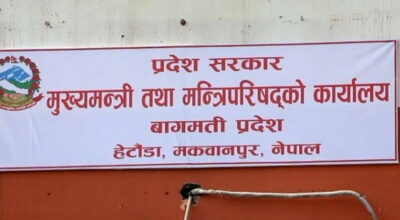 प्रदेश सरकार
मुख्यमन्त्री तथा मन्त्रिपरिषद्को कार्यालय
बागमती प्रदेश
हेटौंडा, मकवानपुर, नेपाल